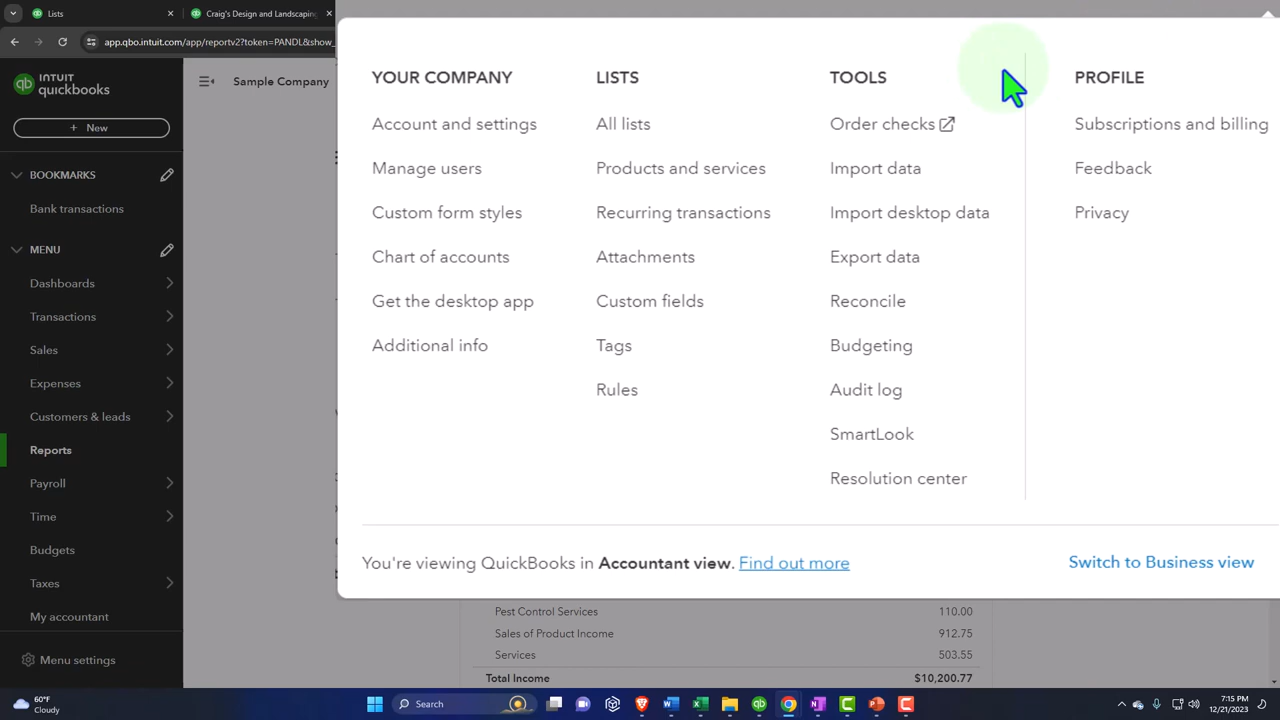 Craig's Design and Landscaping
app.qbo.intuit.com/app/reportv2?token=PANDL&show_
INTUIT
quickbooks
+ New
BOOKMARKS
Bank transactions
MENU
Dashboards
Transactions
Sales
Expenses
Customers & leads
Reports
Payroll
Time
Budgets
Taxes
My accountant
Menu settings
Sample Company
YOUR COMPANY
Account and settings
Manage users
Custom form styles
Chart of accounts
Get the desktop app
Additional info
LISTS
All lists
Products and services
Recurring transactions
Attachments
Custom fields
Tags
Rules
TOOLS
Order checks
Import data
Import desktop data
Export data
Reconcile
Budgeting
Audit log
SmartLook
Resolution center
PROFILE
Subscriptions and billing
Feedback
Privacy
You're viewing QuickBooks in Accountant view. Find out more
Switch to Business view
Pest Control Services 110.00
Sales of Product Income 912.75
Services 503.55
Total Income $10,200.77
60°F
Cloudy
Search
7:15 PM
12/21/2023